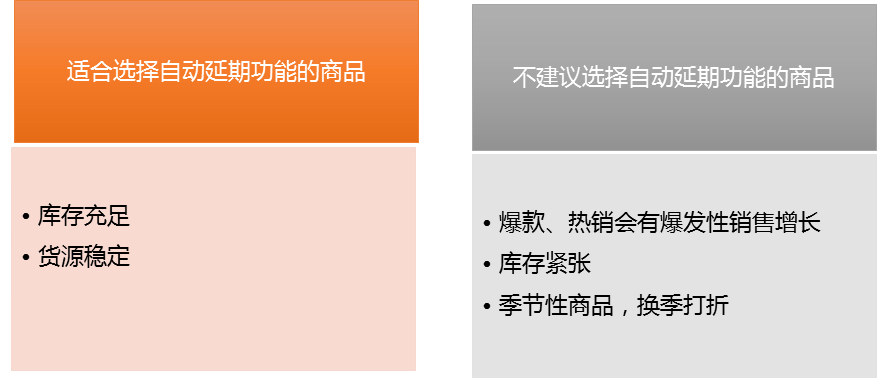 适合选择自动延期功能的商品
• 库存充足
• 货源稳定
不建议选择自动延期功能的商品
• 爆款、热销会有爆发性销售增长
• 库存紧张
• 季节性商品，换季打折